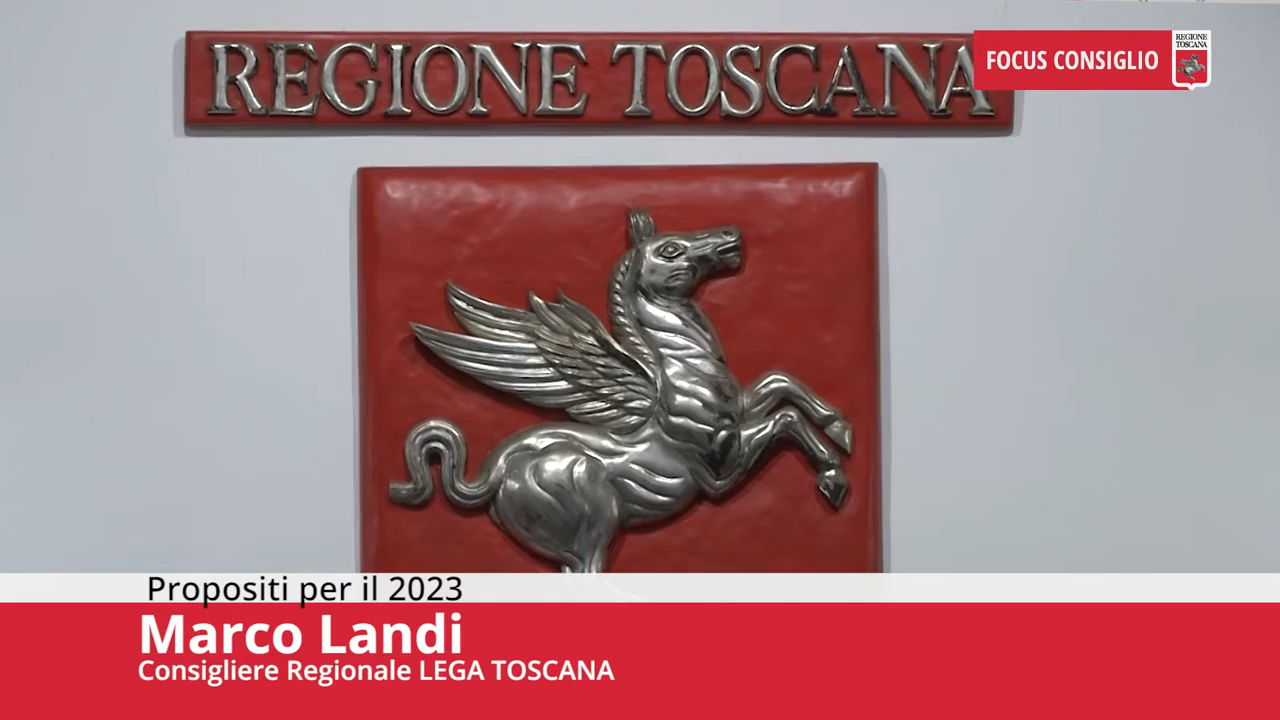 REGIONE TOSCANA
FOCUS CONSIGLIO
REGIONE
TOSCANA
Propositi per il 2023
Marco Landi
Consigliere Regionale LEGA TOSCANA